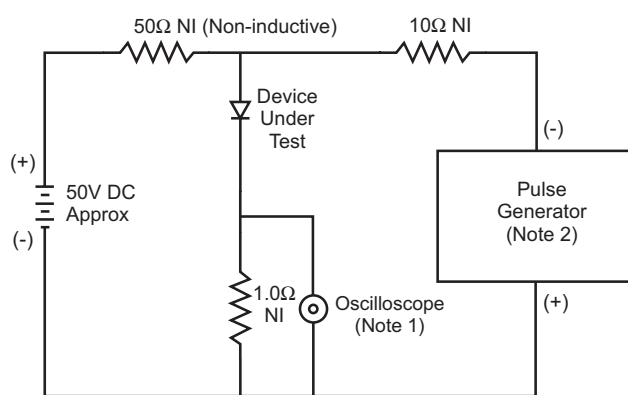 50Ω NI (Non-inductive)
10Ω NI
Device
Under
Test
(-)
(+)
50V DC
Approx
(-)
Pulse
Generator
(Note 2)
1.0Ω
NI
Oscilloscope
(Note 1)
(+)